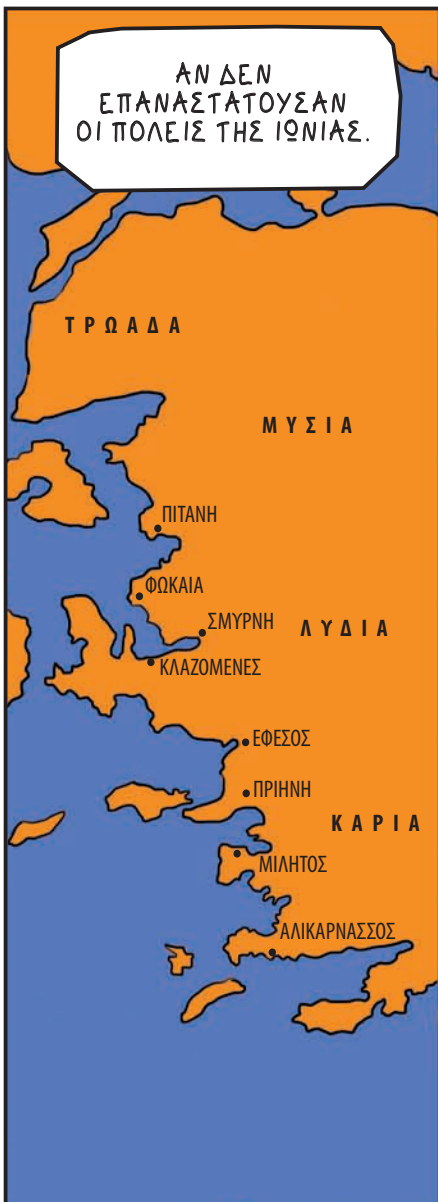 ΑΝ ΔΕΝ
ΕΠΑΝΑΣΤΑΤΟΥΣΑΝ
ΟΙ ΠΟΛΕΙΣ ΤΗΣ ΙΩΝΙΑΣ.
ΤΡΩΑΔΑ
ΜΥΣΙΑ
ΠΙΤΑΝΗ
ΦΩΚΑΙΑ
ΣΜΥΡΝΗ
ΛΥΔΙΑ
ΚΛΑΖΟΜΕΝΕΣ
ΕΦΕΣΟΣ
ΠΡΙΗΝΗ
ΚΑΡΙΑ
ΜΙΛΗΤΟΣ
ΑΛΙΚΑΡΝΑΣΣΟΣ